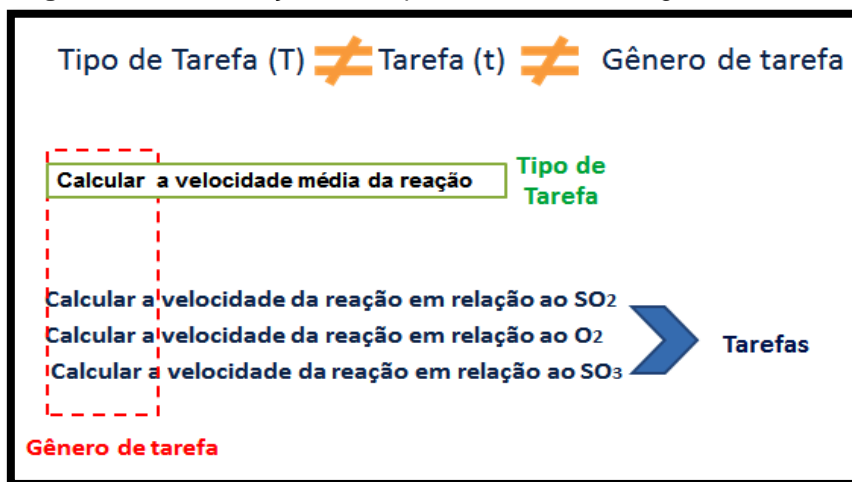 Tipo de Tarefa (T) ≠ Tarefa (t) ≠ Gênero de tarefa
Calcular a velocidade média da reação
Tipo de
Tarefa
Calcular a velocidade da reação em relação ao SO2
Calcular a velocidade da reação em relação ao O2
Calcular a velocidade da reação em relação ao SO3
Tarefas
Gênero de tarefa